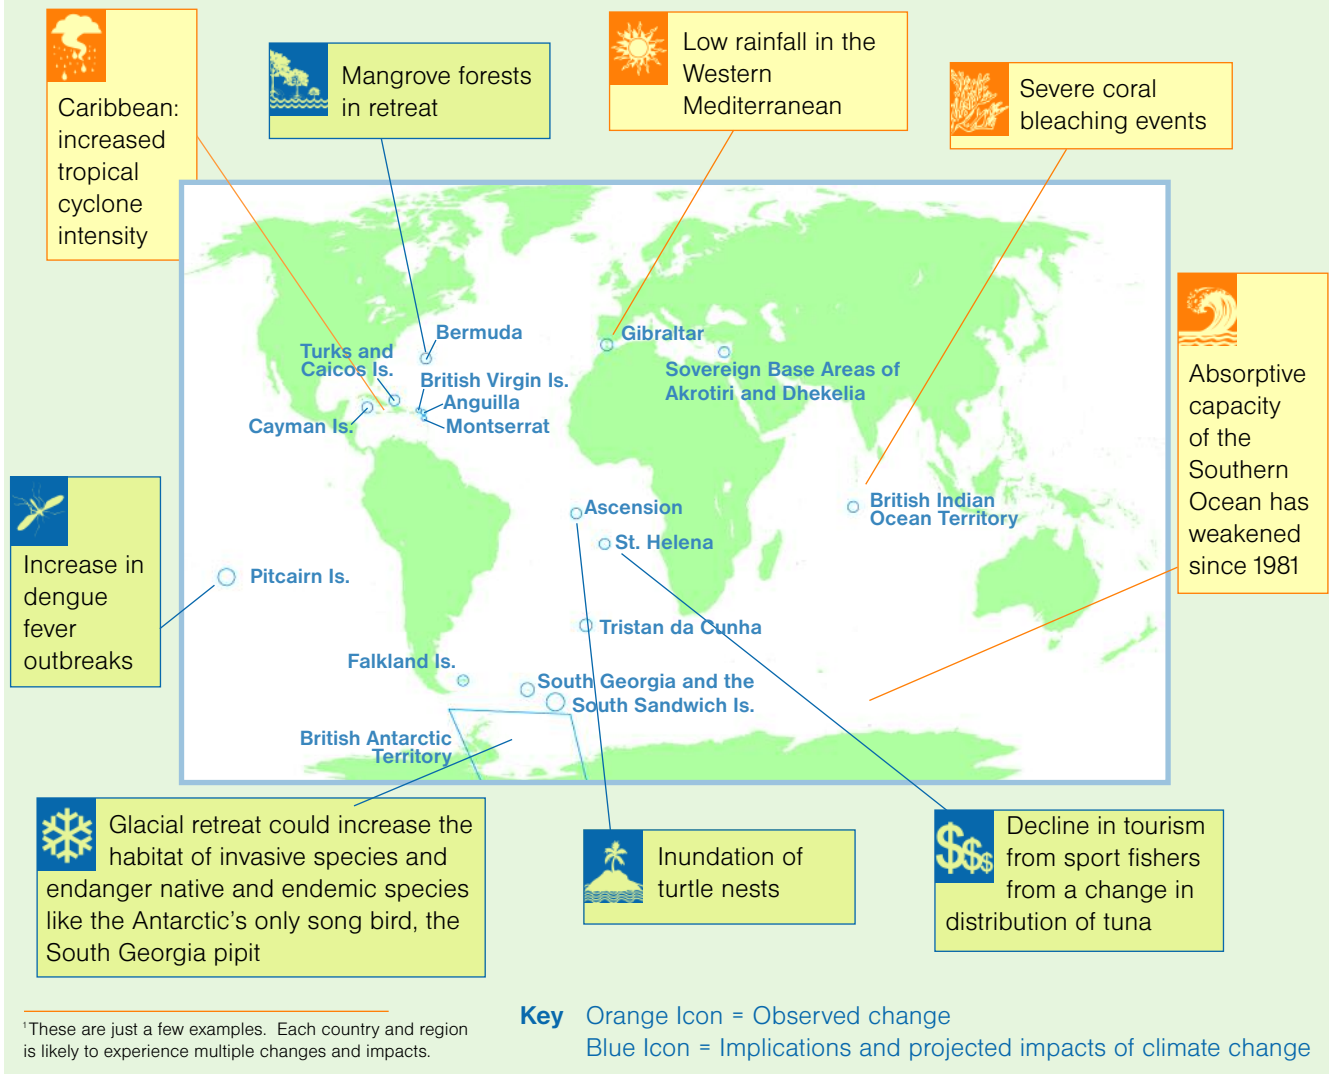 Caribbean:
increased
tropical
cyclone
intensity
Mangrove forests
in retreat
Low rainfall in the
Western
Mediterranean
Severe coral
bleaching events
Absorptive
capacity
of the
Southern
Ocean has
weakened
since 1981
Bermuda
Turks and
Caicos Is.
British Virgin Is.
Anguilla
Montserrat
Cayman Is.
Gibraltar
Sovereign Base Areas of
Akrotiri and Dhekelia
British Indian
Ocean Territory
Ascension
St. Helena
Pitcairn Is.
Tristan da Cunha
Falkland Is.
South Georgia and the
South Sandwich Is.
British Antarctic
Territory
Increase in
dengue
fever
outbreaks
Glacial retreat could increase the
habitat of invasive species and
endanger native and endemic species
like the Antarctic's only song bird, the
South Georgia pipit
Inundation of
turtle nests
$$$
Decline in tourism
from sport fishers
from a change in
distribution of tuna
¹These are just a few examples. Each country and region
is likely to experience multiple changes and impacts.
Key Orange Icon = Observed change
Blue Icon = Implications and projected impacts of climate change